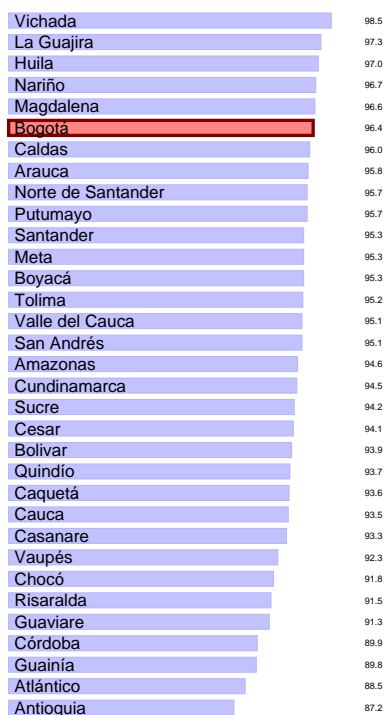 Vichada 98.5
La Guajira 97.3
Huila 97.0
Nariño 96.7
Magdalena 96.6
Bogotá 96.4
Caldas 96.0
Arauca 95.8
Norte de Santander 95.7
Putumayo 95.7
Santander 95.3
Meta 95.3
Boyacá 95.3
Tolima 95.2
Valle del Cauca 95.1
San Andrés 95.1
Amazonas 94.6
Cundinamarca 94.5
Sucre 94.2
Cesar 94.1
Bolivar 93.9
Quindío 93.7
Caquetá 93.6
Cauca 93.5
Casanare 93.3
Vaupés 92.3
Chocó 91.8
Risaralda 91.5
Guaviare 91.3
Córdoba 89.9
Guainía 89.8
Atlántico 88.5
Antioquia 87.2